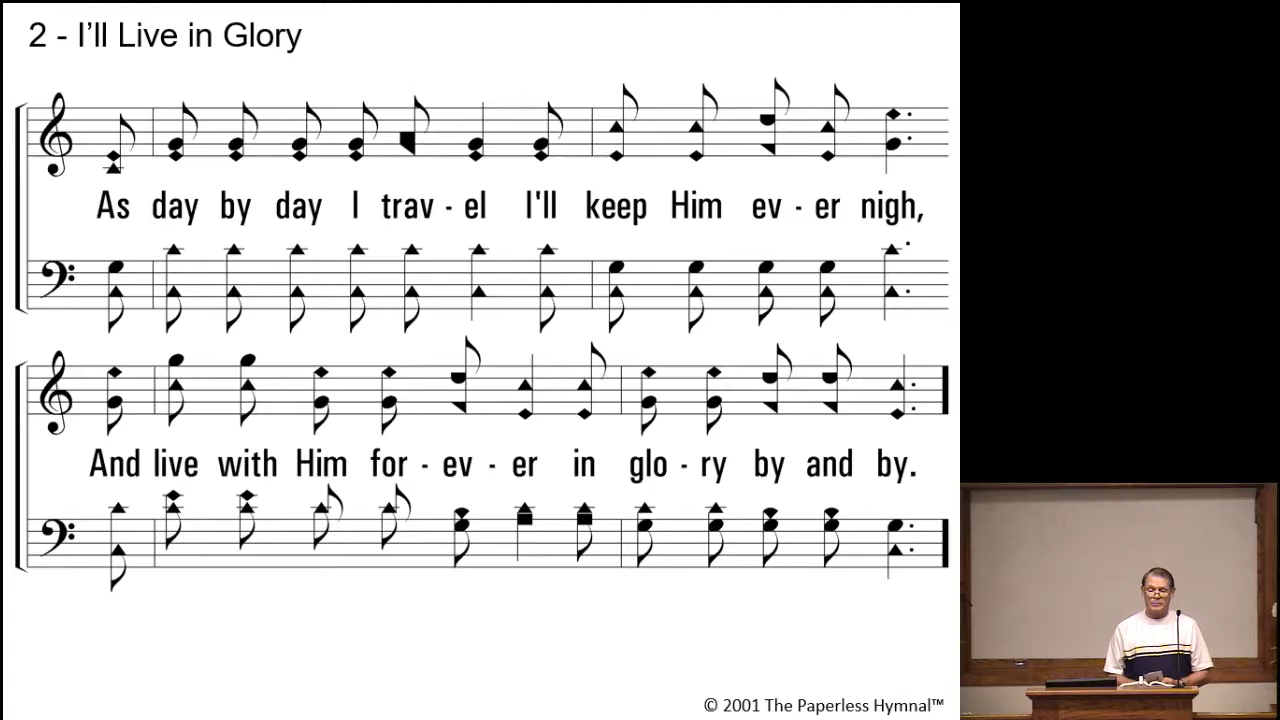 2 - I’ll Live in Glory
As day by day I trav - el I'll keep Him ev - er nigh,
And live with Him for - ev - er in glo - ry by and by.
© 2001 The Paperless Hymnal™